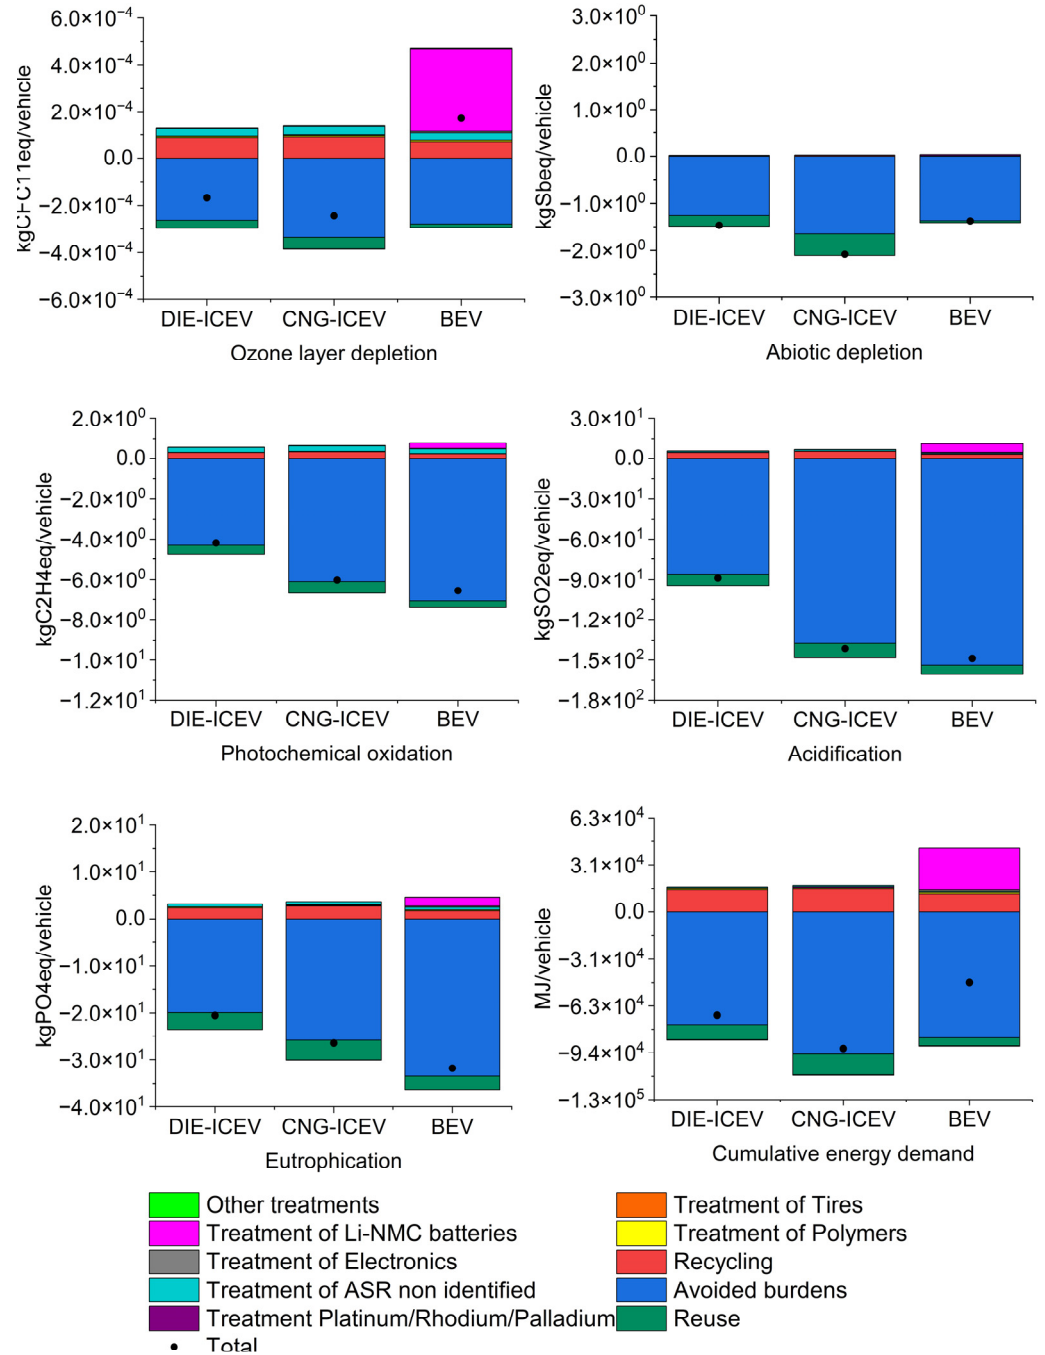 6.0×10⁻⁴
4.0×10⁻⁴
2.0×10⁻⁴
0.0
−2.0×10⁻⁴
−4.0×10⁻⁴
−6.0×10⁻⁴
kgCFC11eq/vehicle
DIE-ICEV CNG-ICEV BEV
Ozone layer depletion
3.0×10⁰
2.0×10⁰
1.0×10⁰
0.0
−1.0×10⁰
−2.0×10⁰
−3.0×10⁰
kgSbeq/vehicle
DIE-ICEV CNG-ICEV BEV
Abiotic depletion
2.0×10⁰
0.0
−2.0×10⁰
−4.0×10⁰
−6.0×10⁰
−8.0×10⁰
−1.0×10¹
−1.2×10¹
kgC2H4eq/vehicle
DIE-ICEV CNG-ICEV BEV
Photochemical oxidation
3.0×10¹
0.0
−3.0×10¹
−6.0×10¹
−9.0×10¹
−1.2×10²
−1.5×10²
−1.8×10²
kgSO2eq/vehicle
DIE-ICEV CNG-ICEV BEV
Acidification
2.0×10¹
1.0×10¹
0.0
−1.0×10¹
−2.0×10¹
−3.0×10¹
−4.0×10¹
kgPO4eq/vehicle
DIE-ICEV CNG-ICEV BEV
Eutrophication
6.3×10⁴
3.1×10⁴
0.0
−3.1×10⁴
−6.3×10⁴
−9.4×10⁴
−1.3×10⁵
MJ/vehicle
DIE-ICEV CNG-ICEV BEV
Cumulative energy demand
Other treatments
Treatment of Li-NMC batteries
Treatment of Electronics
Treatment of ASR non identified
Treatment Platinum/Rhodium/Palladium
Total
Treatment of Tires
Treatment of Polymers
Recycling
Avoided burdens
Reuse